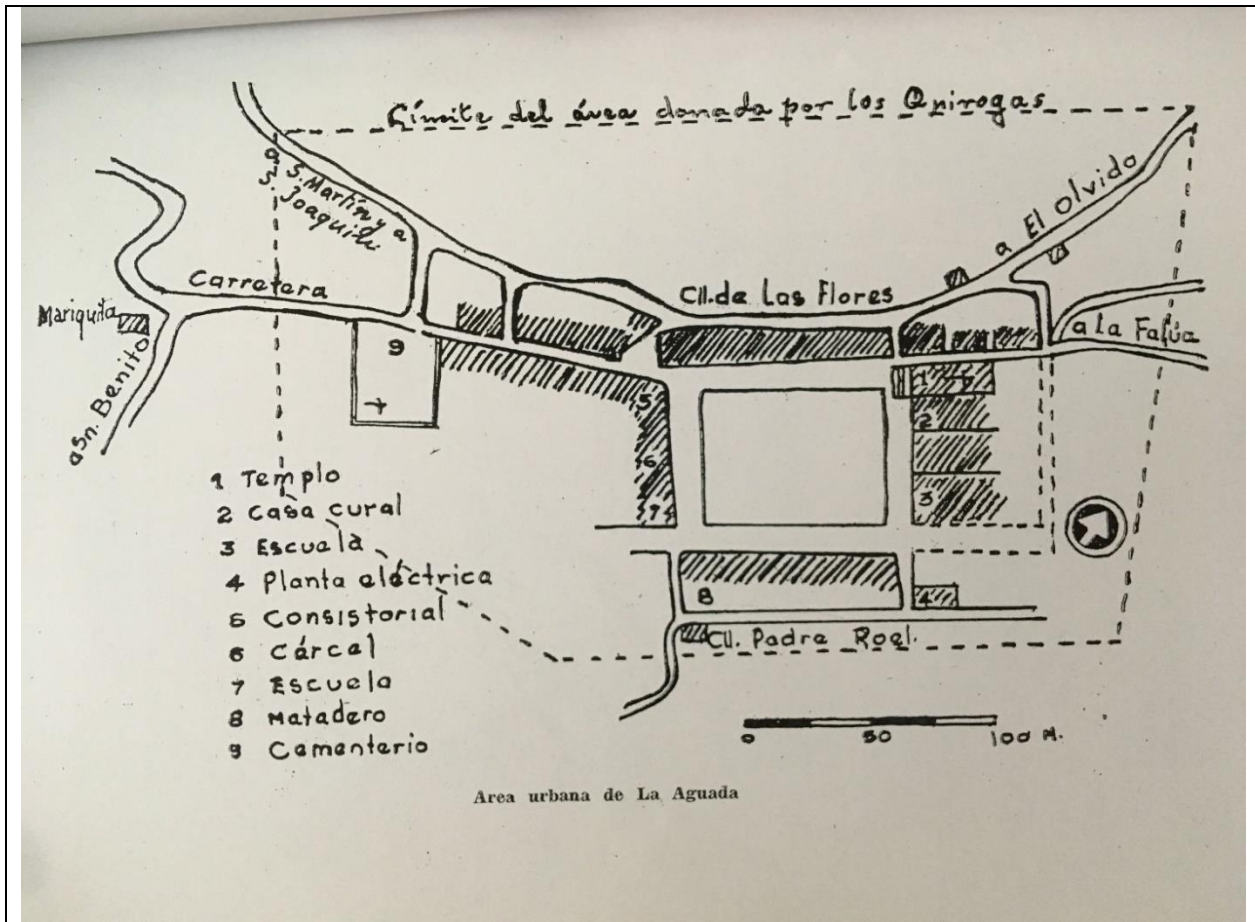 Límite del área donada por los Quirogas
a S. Martín y a
S. Joaquín
a El Olvido
Carretera
Cll. de Las Flores
Mariquita
a la Falúa
a Sn. Benito
9
1
2
3
5
6
7
8
4
Cll. Padre Roel.
1 Templo
2 Casa cural
3 Escuela
4 Planta eléctrica
5 Consistorial
6 Cárcel
7 Escuela
8 Matadero
9 Cementerio
0 50 100 M.
Area urbana de La Aguada